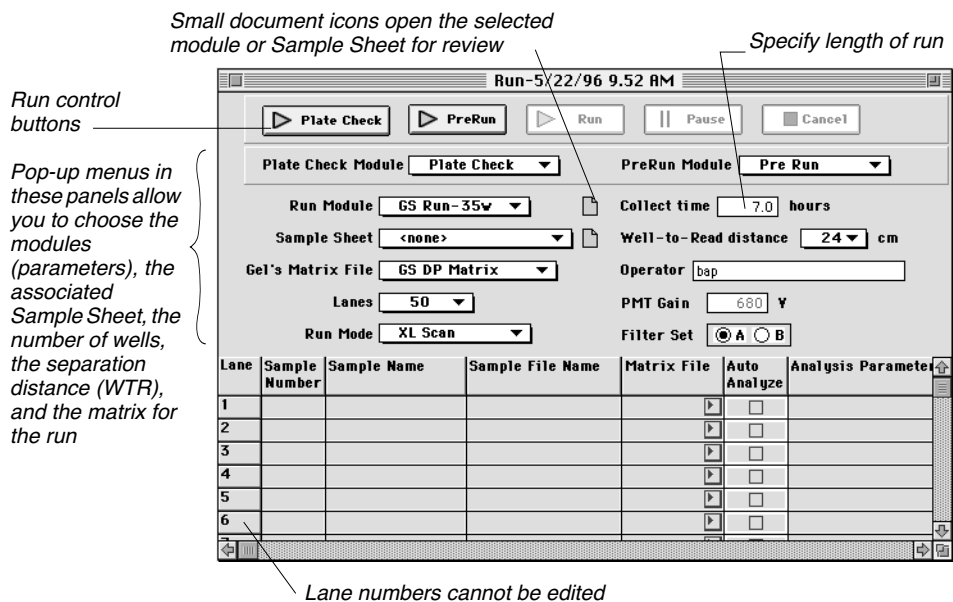 Small document icons open the selected
module or Sample Sheet for review
Specify length of run
Run control
buttons
Pop-up menus in
these panels allow
you to choose the
modules
(parameters), the
associated
Sample Sheet, the
number of wells,
the separation
distance (WTR),
and the matrix for
the run
Run-5/22/96 9.52 AM
Plate Check PreRun Run Pause Cancel
Plate Check Module Plate Check PreRun Module Pre Run
Run Module GS Run-35w Collect time 7.0 hours
Sample Sheet <none> Well-to-Read distance 24 cm
Gel's Matrix File GS DP Matrix Operator bap
Lanes 50 PMT Gain 680 V
Run Mode XL Scan Filter Set A B
Lane Sample Number Sample Name Sample File Name Matrix File Auto Analyze Analysis Parameter
1
2
3
4
5
6
Lane numbers cannot be edited